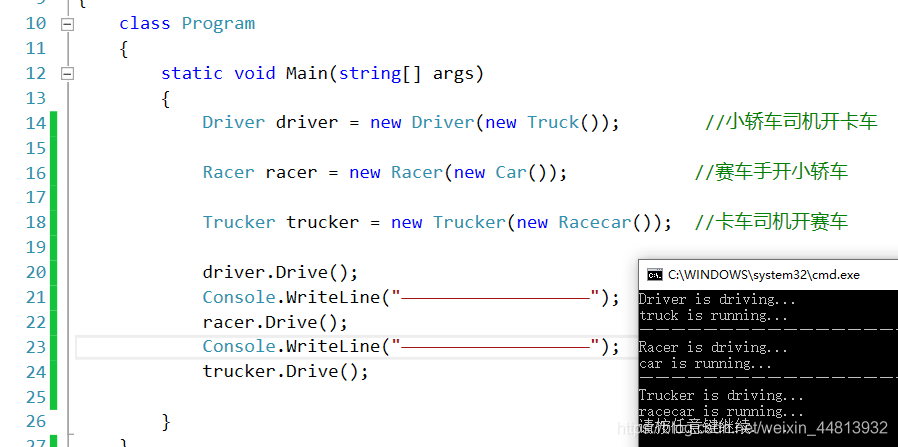 9 {
10 class Program
11 {
12 static void Main(string[] args)
13 {
14 Driver driver = new Driver(new Truck()); //小轿车司机开卡车
15
16 Racer racer = new Racer(new Car()); //赛车手开小轿车
17
18 Trucker trucker = new Trucker(new Racecar()); //卡车司机开赛车
19
20 driver.Drive();
21 Console.WriteLine("——————————————————");
22 racer.Drive();
23 Console.WriteLine("——————————————————");
24 trucker.Drive();
25
26 }
27 }
C:\WINDOWS\system32\cmd.exe
Driver is driving...
truck is running...
——————————————————
Racer is driving...
car is running...
——————————————————
Trucker is driving...
racecar is running...
请按任意键继续. . .
https://blog.csdn.net/weixin_44813932